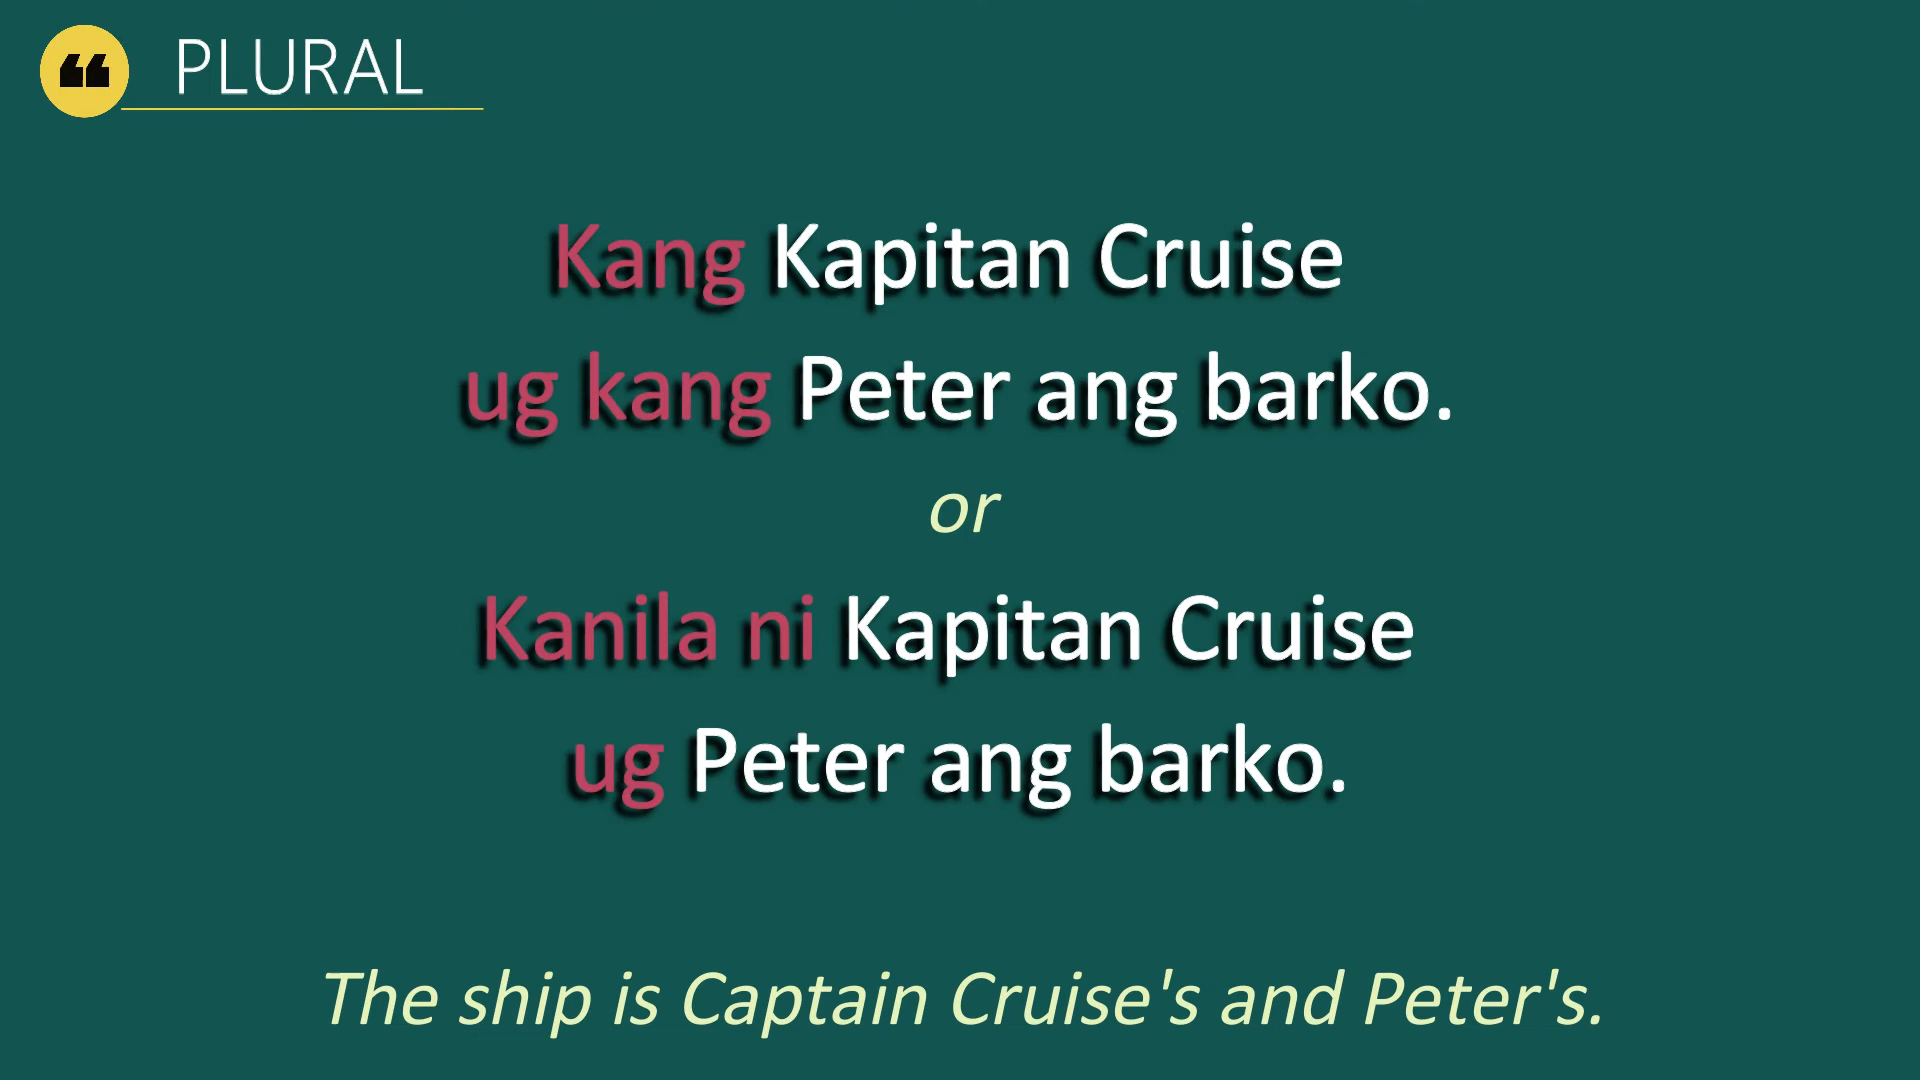 PLURAL
Kang Kapitan Cruise
ug kang Peter ang barko.
or
Kanila ni Kapitan Cruise
ug Peter ang barko.
The ship is Captain Cruise's and Peter's.